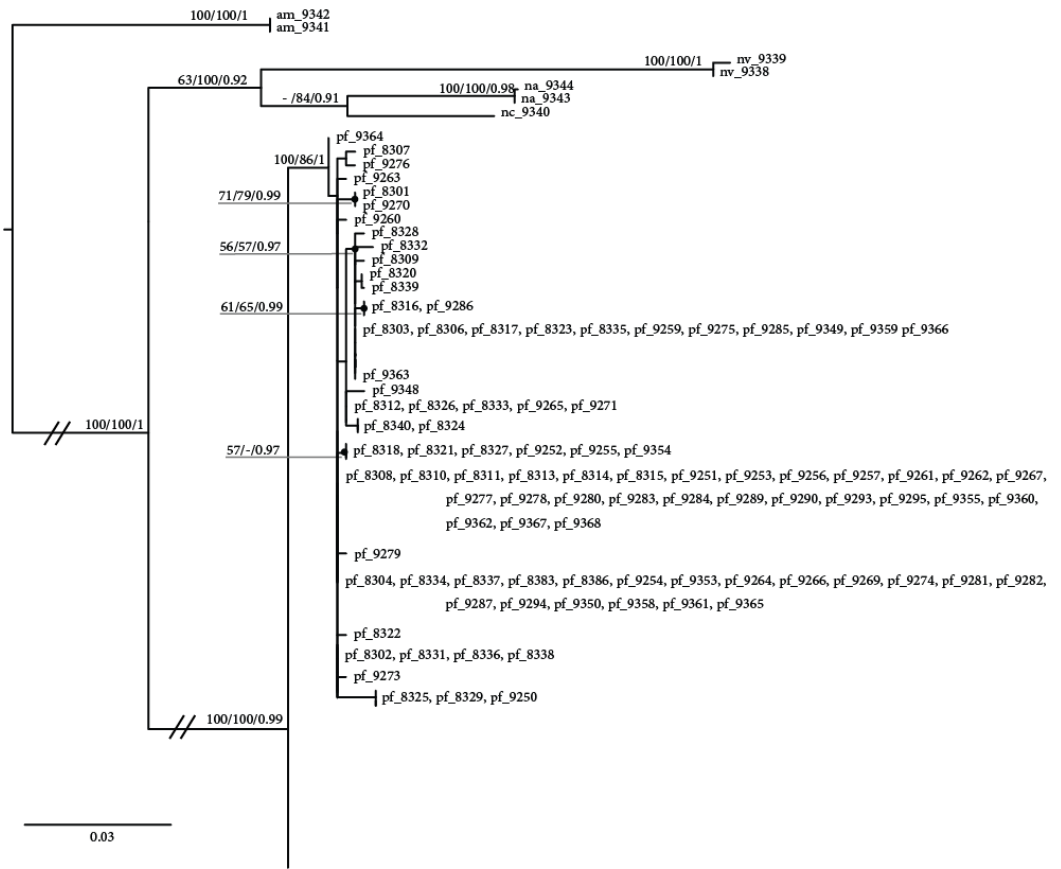 100/100/1
am_9342
am_9341
100/100/1
nv_9339
nv_9338
63/100/0.92
100/100/0.98
na_9344
na_9343
- /84/0.91
nc_9340
pf_9364
100/86/1
pf_8307
pf_9276
pf_9263
71/79/0.99
pf_8301
pf_9270
pf_9260
pf_8328
56/57/0.97
pf_8332
pf_8309
pf_8320
pf_8339
61/65/0.99
pf_8316, pf_9286
pf_8303, pf_8306, pf_8317, pf_8323, pf_8335, pf_9259, pf_9275, pf_9285, pf_9349, pf_9359 pf_9366
pf_9363
pf_9348
pf_8312, pf_8326, pf_8333, pf_9265, pf_9271
100/100/1
pf_8340, pf_8324
57/-/0.97
pf_8318, pf_8321, pf_8327, pf_9252, pf_9255, pf_9354
pf_8308, pf_8310, pf_8311, pf_8313, pf_8314, pf_8315, pf_9251, pf_9253, pf_9256, pf_9257, pf_9261, pf_9262, pf_9267,
pf_9277, pf_9278, pf_9280, pf_9283, pf_9284, pf_9289, pf_9290, pf_9293, pf_9295, pf_9355, pf_9360,
pf_9362, pf_9367, pf_9368
pf_9279
pf_8304, pf_8334, pf_8337, pf_8383, pf_8386, pf_9254, pf_9353, pf_9264, pf_9266, pf_9269, pf_9274, pf_9281, pf_9282,
pf_9287, pf_9294, pf_9350, pf_9358, pf_9361, pf_9365
pf_8322
pf_8302, pf_8331, pf_8336, pf_8338
pf_9273
pf_8325, pf_8329, pf_9250
100/100/0.99
0.03